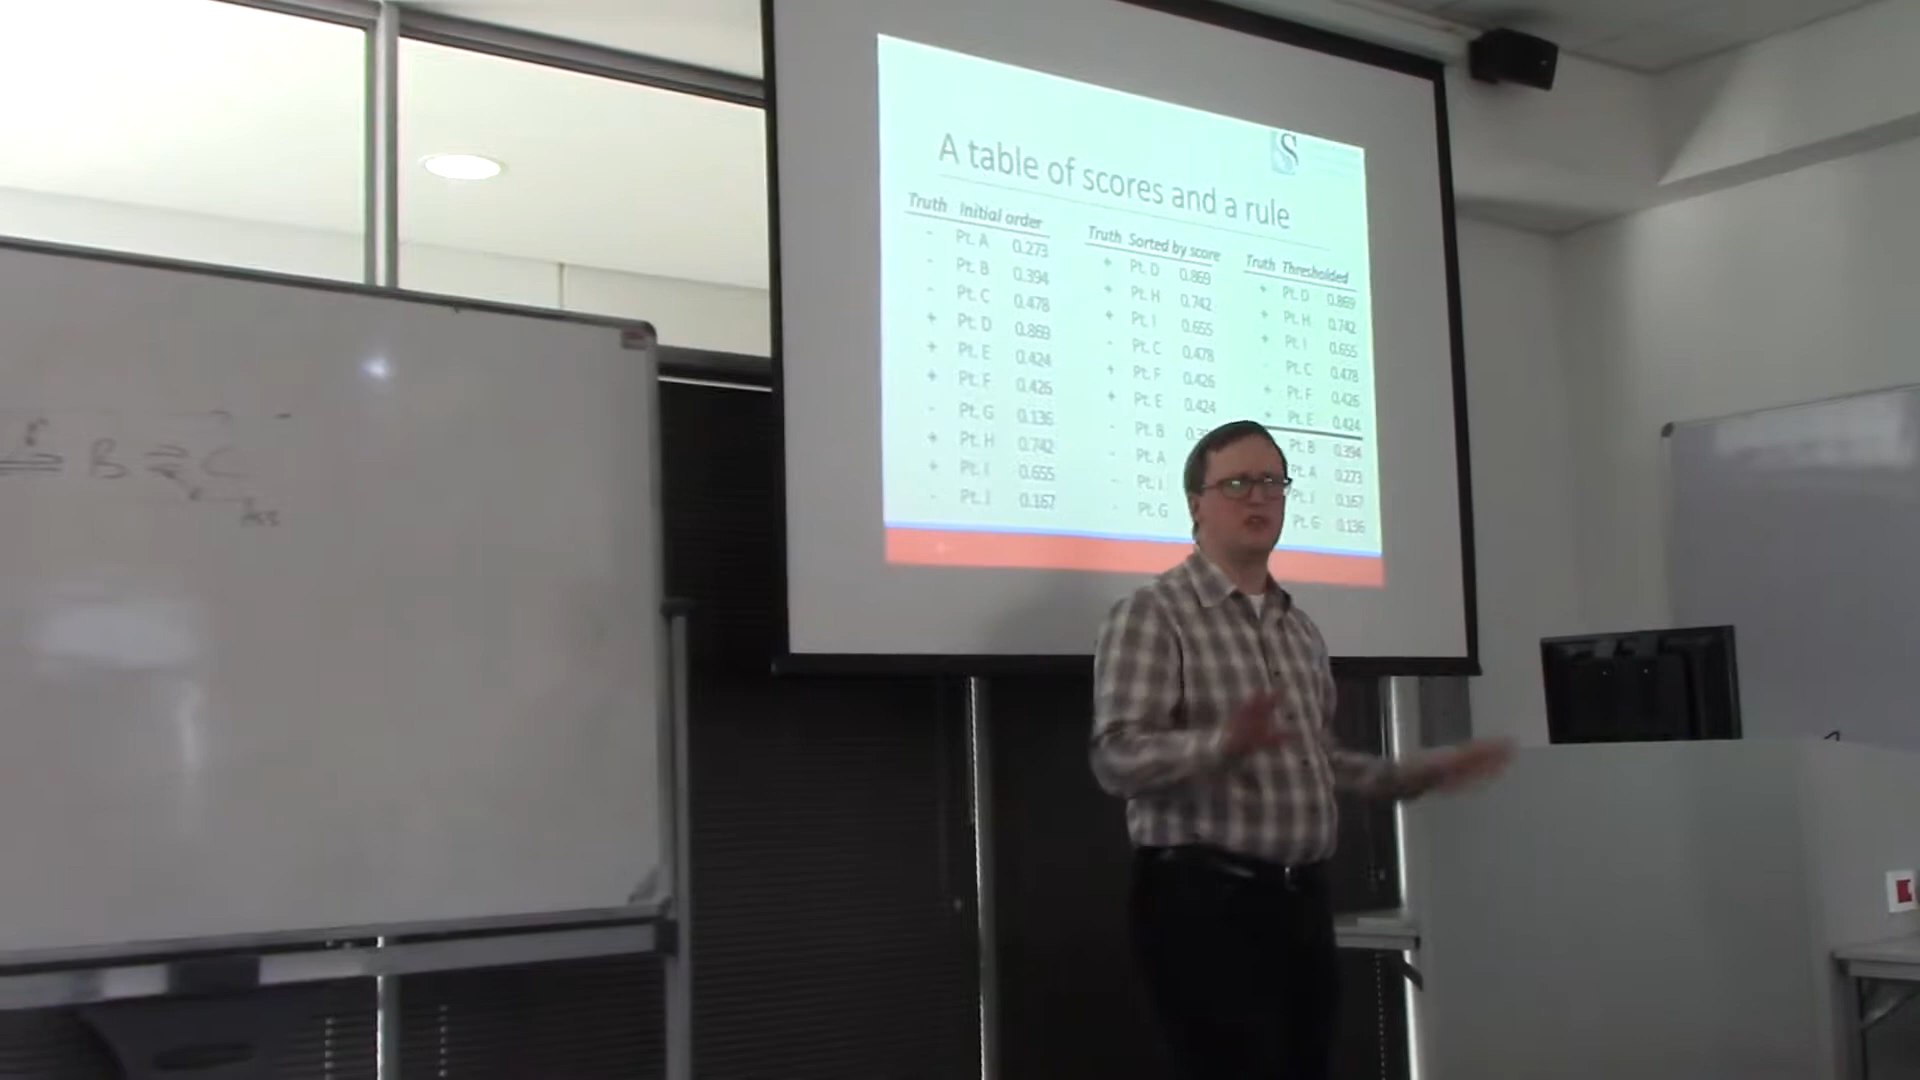 S
A table of scores and a rule
Truth Initial order
- Pt. A 0.273
- Pt. B 0.394
- Pt. C 0.478
+ Pt. D 0.869
+ Pt. E 0.424
+ Pt. F 0.426
- Pt. G 0.136
+ Pt. H 0.742
+ Pt. I 0.655
- Pt. J 0.167
Truth Sorted by score
+ Pt. D 0.869
+ Pt. H 0.742
+ Pt. I 0.655
- Pt. C 0.478
+ Pt. F 0.426
+ Pt. E 0.424
- Pt. B
- Pt. A
- Pt. J
- Pt. G
Truth Thresholded
+ Pt. D 0.869
+ Pt. H 0.742
+ Pt. I 0.655
Pt. C 0.478
+ Pt. F 0.426
+ Pt. E 0.424
Pt. B 0.394
Pt. A 0.273
Pt. J 0.167
Pt. G 0.136
B ⇌ C